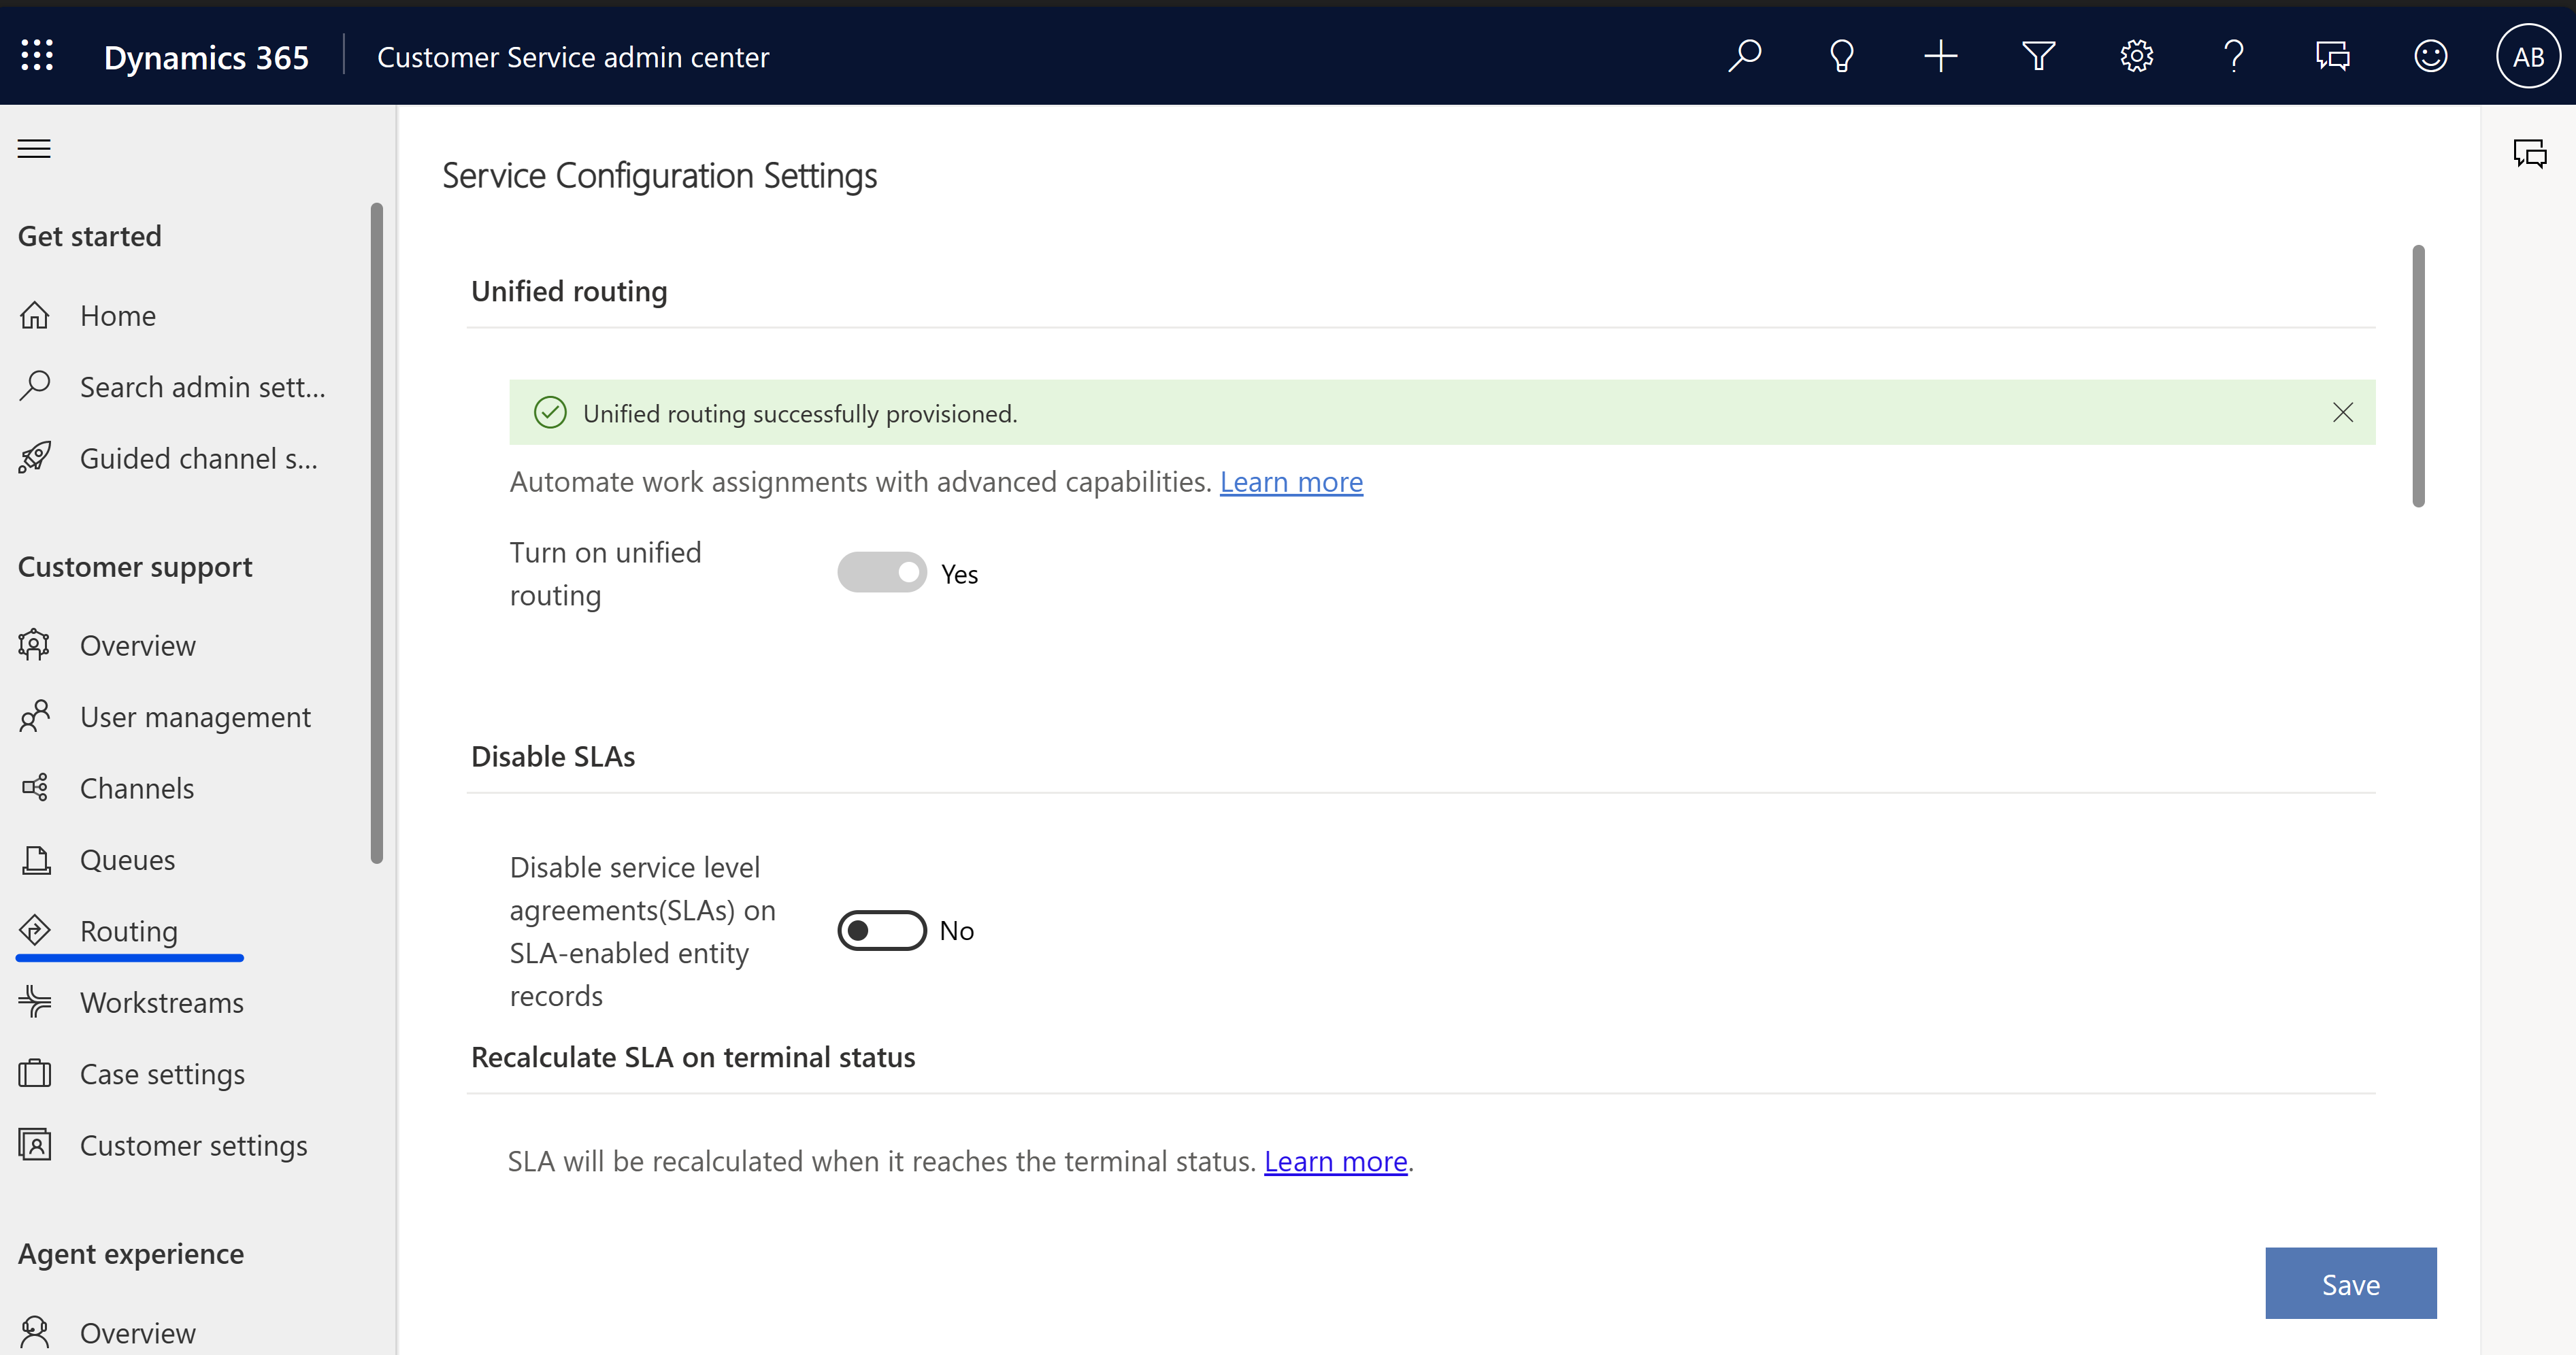 Dynamics 365
Customer Service admin center
AB
Service Configuration Settings
Get started
Home
Search admin sett...
Guided channel s...
Customer support
Overview
User management
Channels
Queues
Routing
Workstreams
Case settings
Customer settings
Agent experience
Overview
Unified routing
Unified routing successfully provisioned.
Automate work assignments with advanced capabilities. Learn more
Turn on unified
routing
Yes
Disable SLAs
Disable service level
agreements(SLAs) on
SLA-enabled entity
records
No
Recalculate SLA on terminal status
SLA will be recalculated when it reaches the terminal status. Learn more.
Save